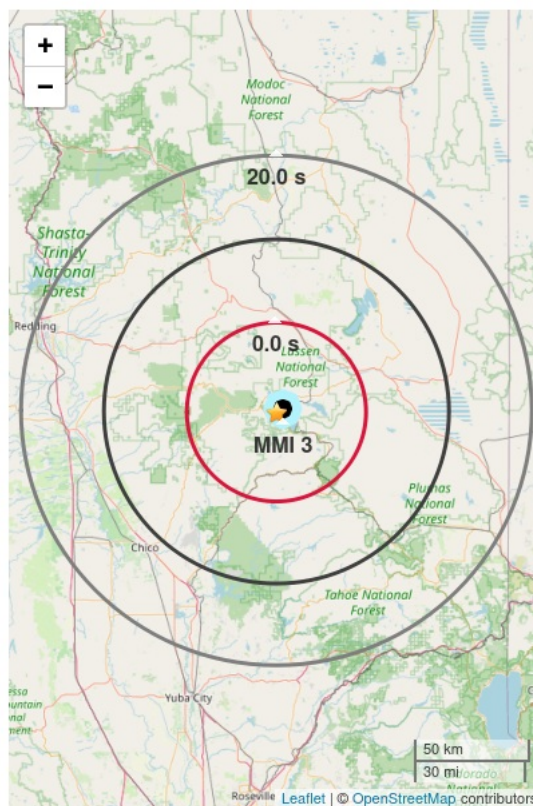 +
−
Modoc
National
Forest
20.0 s
Shasta-
Trinity
National
Forest
Redding
0.0 s
Lassen
National
Forest
MMI 3
Plumas
National
Forest
Chico
Tahoe National
Forest
Yuba City
50 km
30 mi
Roseville
Leaflet | © OpenStreetMap contributors